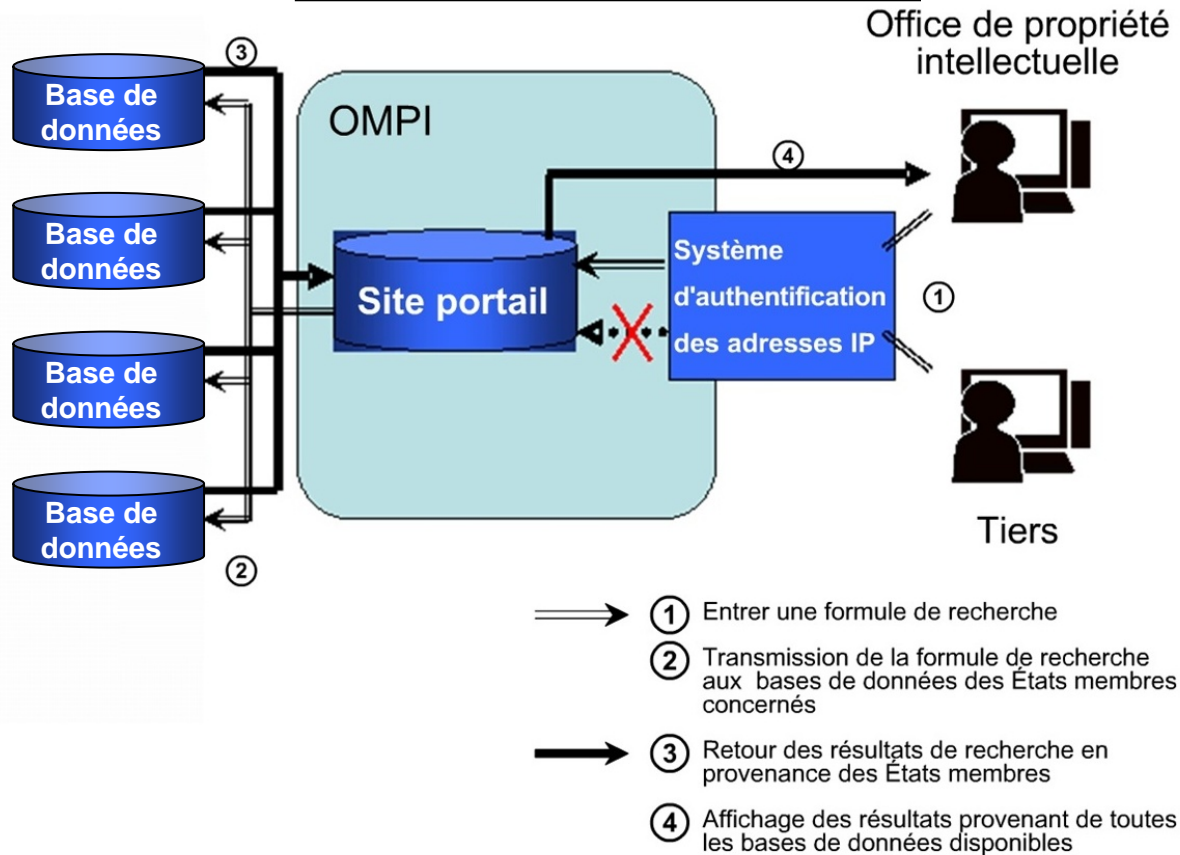 Office de propriété
intellectuelle
③
Base de
données
OMPI
④
Base de
données
Système
d'authentification
des adresses IP
Site portail
①
Base de
données
Base de
données
②
Tiers
① Entrer une formule de recherche
② Transmission de la formule de recherche
aux bases de données des États membres
concernés
③ Retour des résultats de recherche en
provenance des États membres
④ Affichage des résultats provenant de toutes
les bases de données disponibles